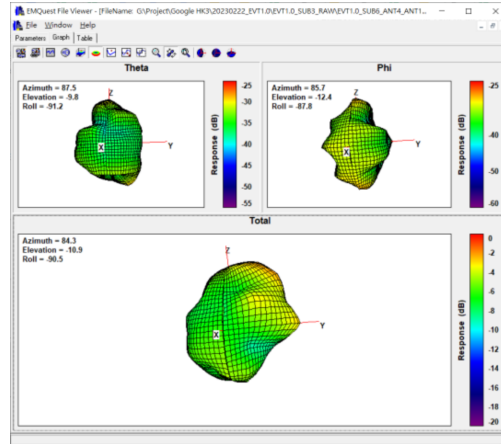 EMQuest File Viewer - [FileName: G:\Project\Google HK3\20230222_EVT1.0\EVT1.0_SUB3_RAW\EVT1.0_SUB6_ANT4_ANT1...
File Window Help
Parameters Graph Table
Theta
Azimuth = 87.5
Elevation = -9.8
Roll = -91.2
Z
Y
X
Response (dB)
-25
-30
-35
-40
-45
-50
-55
Phi
Azimuth = 85.7
Elevation = -12.4
Roll = -87.8
Z
Y
X
Response (dB)
-25
-30
-40
-50
-60
Total
Azimuth = 84.3
Elevation = -10.9
Roll = -90.5
Z
Y
X
Response (dB)
0
-2
-4
-6
-8
-10
-12
-14
-16
-18
-20